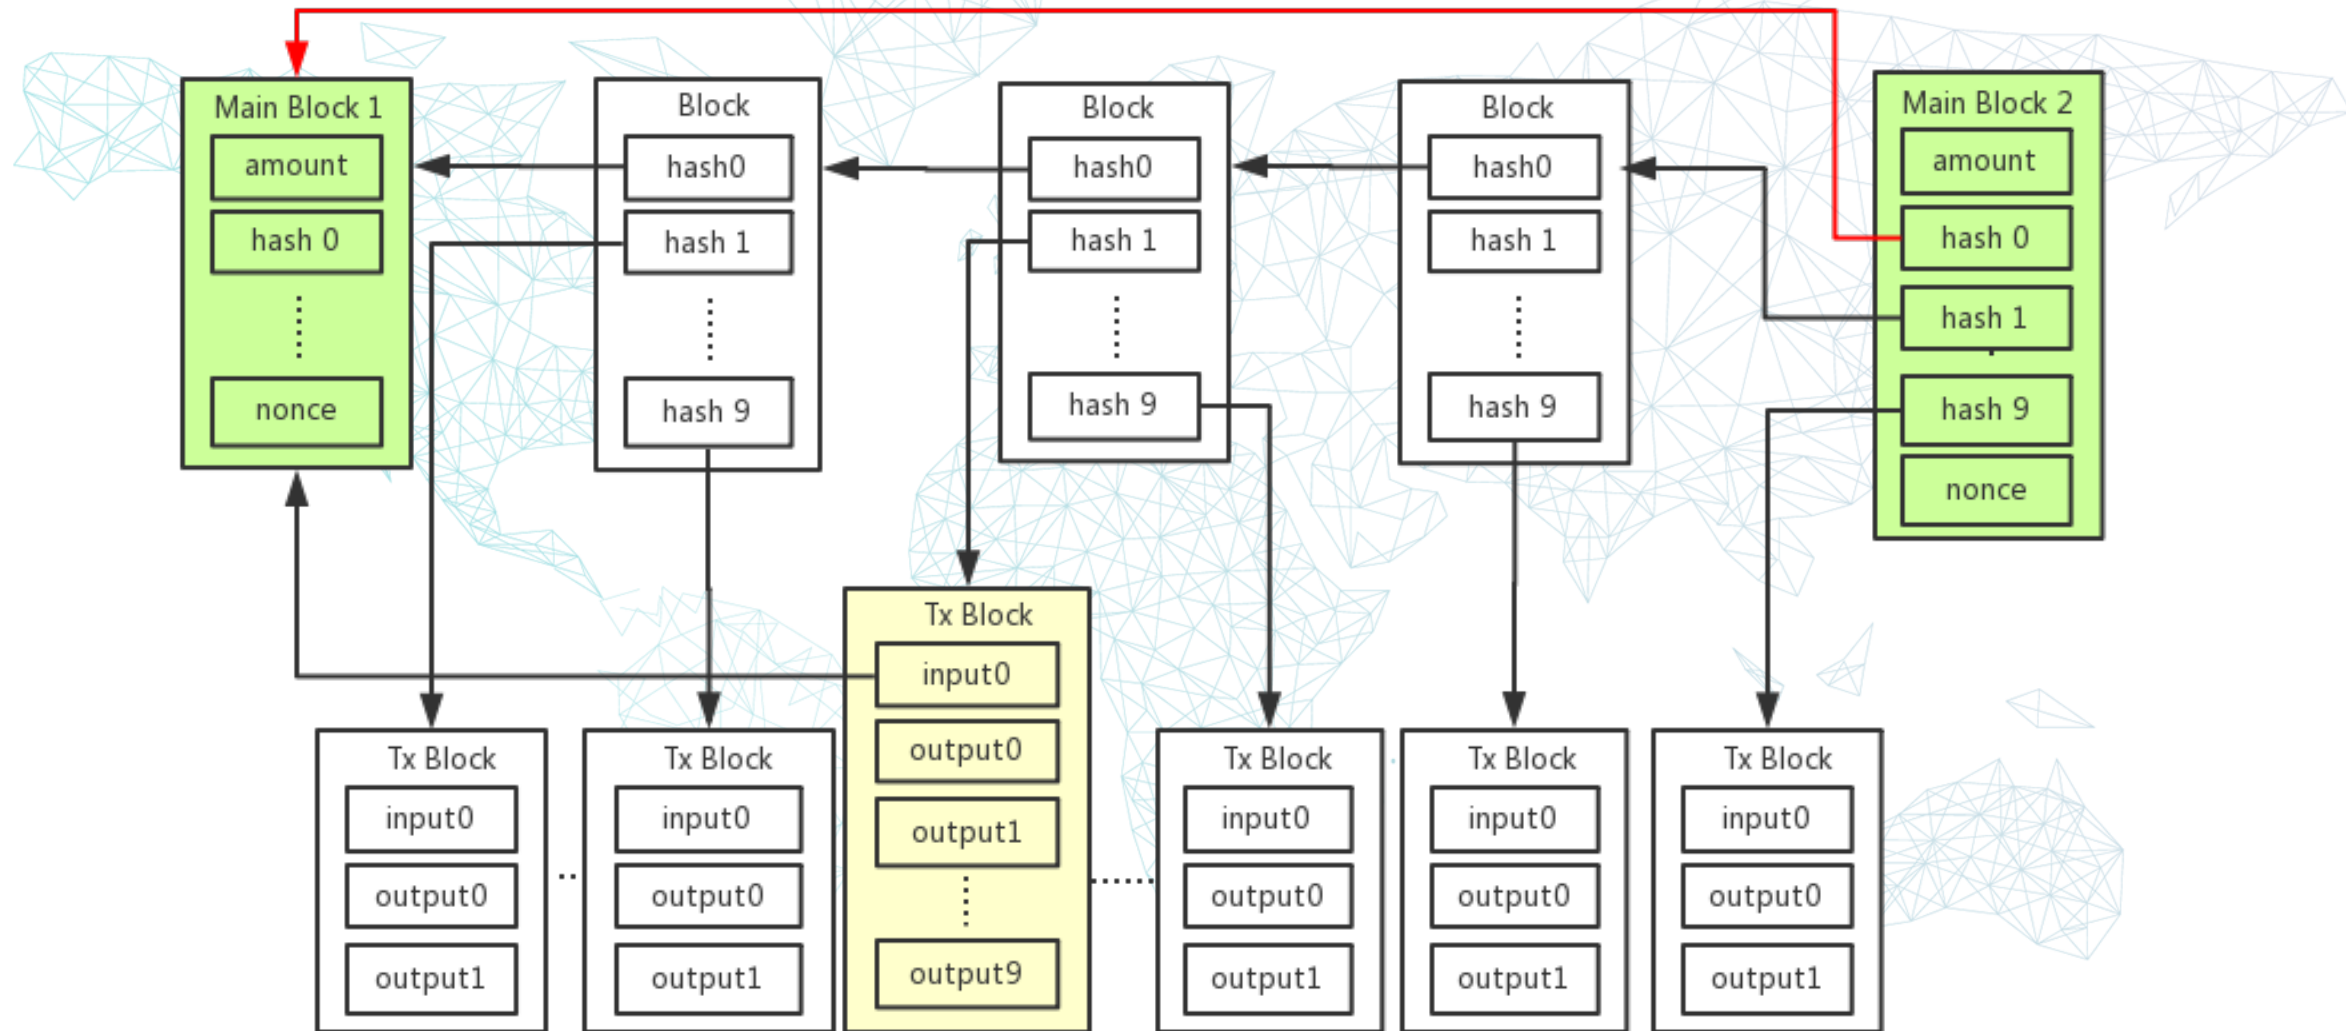 Main Block 1
amount
hash 0
nonce
Block
hash0
hash 1
hash 9
Block
hash0
hash 1
hash 9
Block
hash0
hash 1
hash 9
Main Block 2
amount
hash 0
hash 1
hash 9
nonce
Tx Block
input0
output0
output1
Tx Block
input0
output0
output1
Tx Block
input0
output0
output1
output9
Tx Block
input0
output0
output1
Tx Block
input0
output0
output1
Tx Block
input0
output0
output1